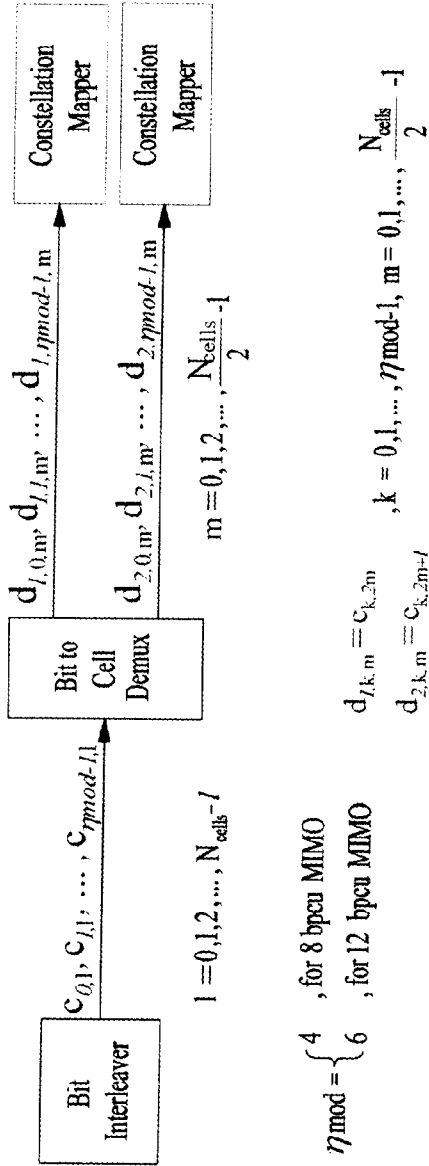 Bit
Interleaver
c0,1, c1,1, ... , cηmod-1,1
l = 0,1,2, ... , Ncells-1
Bit to
Cell
Demux
d1,0,m, d1,1,m, ... , d1,ηmod-1,m
d2,0,m, d2,1,m, ... , d2,ηmod-1,m
m = 0,1,2, ... , Ncells/2 -1
Constellation
Mapper
Constellation
Mapper
ηmod = { 4 , for 8 bpcu MIMO
6 , for 12 bpcu MIMO
d1,k,m = ck,2m
d2,k,m = ck,2m+1
, k = 0,1, ... , ηmod-1, m = 0,1, ... , Ncells/2 -1